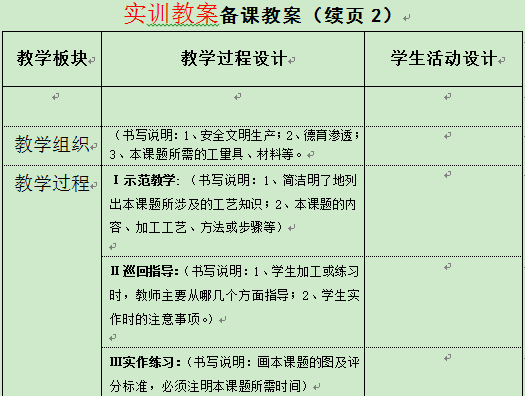 实训教案备课教案（续页2）
教学板块 教学过程设计 学生活动设计
教学组织
（书写说明：1、安全文明生产；2、德育渗透；
3、本课题所需的工量具、材料等。
教学过程
Ⅰ示范教学:（书写说明：1、简洁明了地列
出本课题所涉及的工艺知识；2、本课题的内
容、加工工艺、方法或步骤等）
Ⅱ巡回指导:（书写说明：1、学生加工或练习
时，教师主要从哪几个方面指导；2、学生实
作时的注意事项。）
Ⅲ实作练习:（书写说明：画本课题的图及评
分标准，必须注明本课题所需时间）